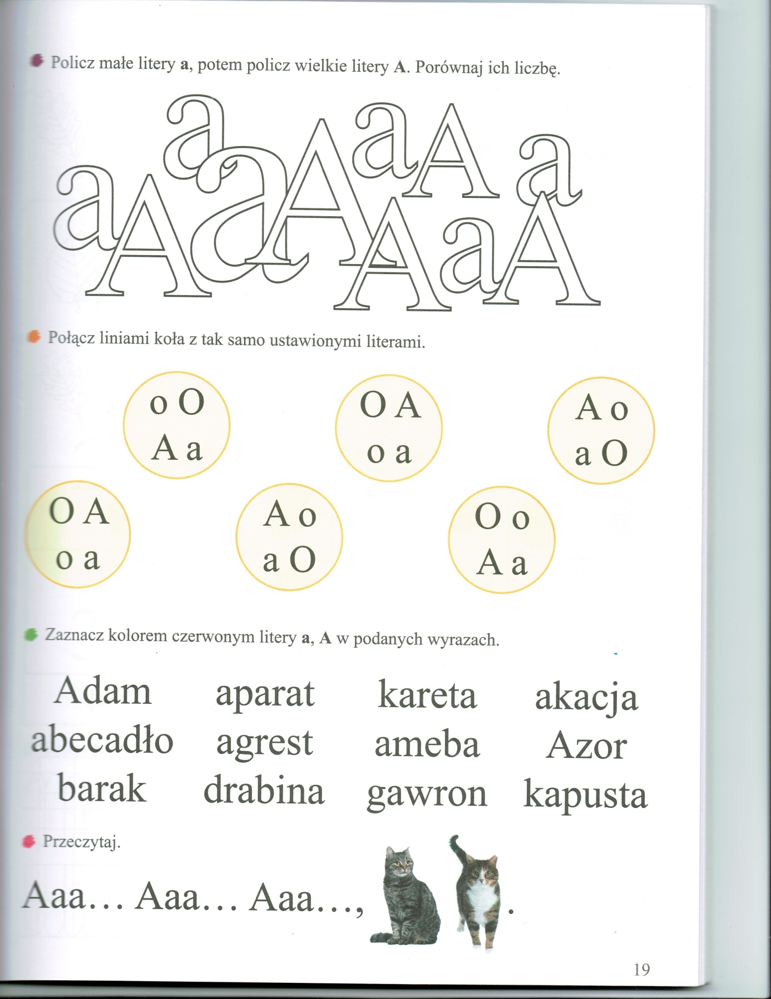 Policz małe litery a, potem policz wielkie litery A. Porównaj ich liczbę.
a a A a A a
a A A a A
Połącz liniami koła z tak samo ustawionymi literami.
o O
A a
O A
o a
A o
a O
O A
o a
A o
a O
O o
A a
Zaznacz kolorem czerwonym litery a, A w podanych wyrazach.
Adam aparat kareta akacja
abecadło agrest ameba Azor
barak drabina gawron kapusta
Przeczytaj.
Aaa... Aaa... Aaa..., .
19